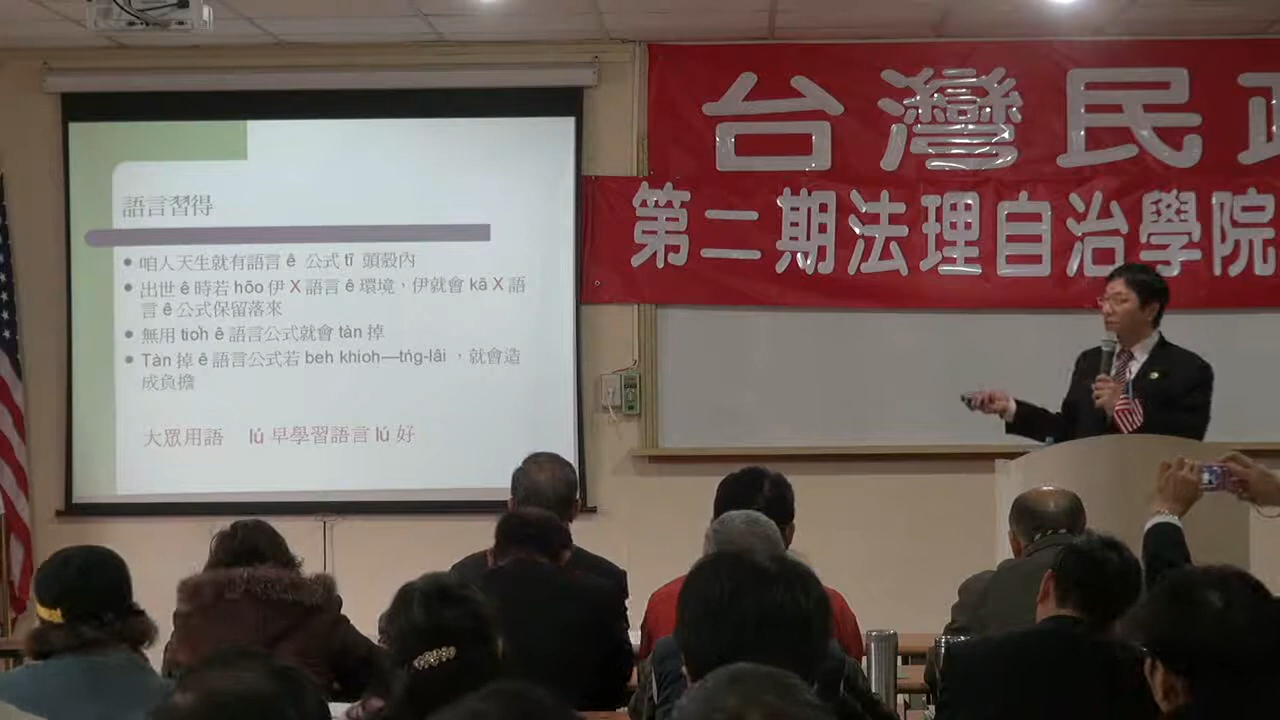 語言習得
咱人天生就有語言 ê 公式 tī 頭殼內
出世 ê 時若 hōo 伊 X 語言 ê 環境，伊就會 kā X 語
言 ê 公式保留落來
無用 tio̍h ê 語言公式就會 tàn 掉
Tàn 掉 ê 語言公式若 beh khioh—tńg-lâi ，就會造
成負擔
大眾用語 lú 早學習語言 lú 好
台灣民政
第二期法理自治學院